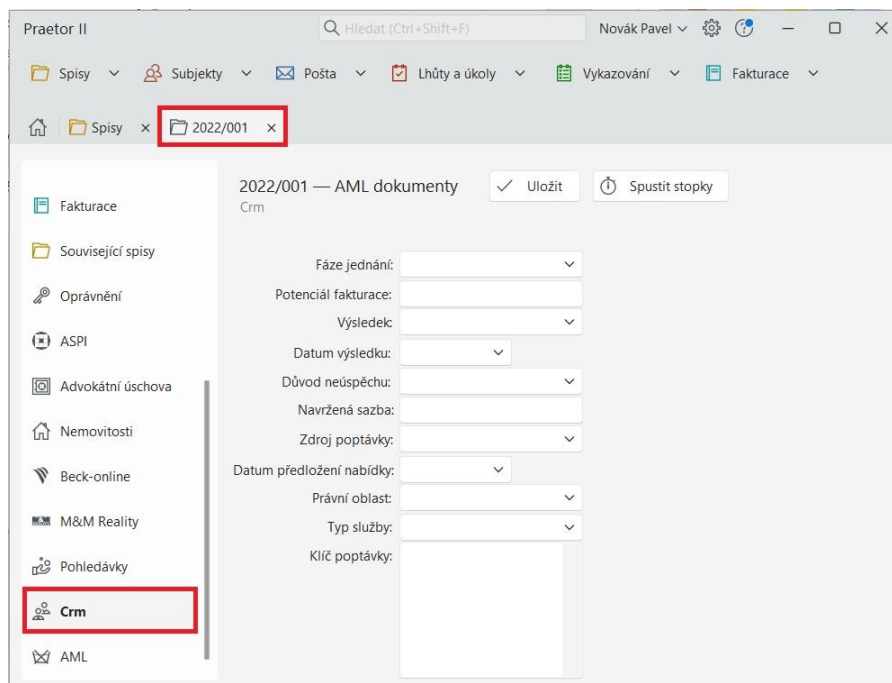 Praetor II
Hledat (Ctrl+Shift+F)
Novák Pavel
Spisy
Subjekty
Pošta
Lhůty a úkoly
Vykazování
Fakturace
Spisy
2022/001
Fakturace
Související spisy
Oprávnění
ASPI
Advokátní úschova
Nemovitosti
Beck-online
M&M Reality
Pohledávky
Crm
AML
2022/001 — AML dokumenty
Uložit
Spustit stopky
Crm
Fáze jednání:
Potenciál fakturace:
Výsledek:
Datum výsledku:
Důvod neúspěchu:
Navržená sazba:
Zdroj poptávky:
Datum předložení nabídky:
Právní oblast:
Typ služby:
Klíč poptávky: